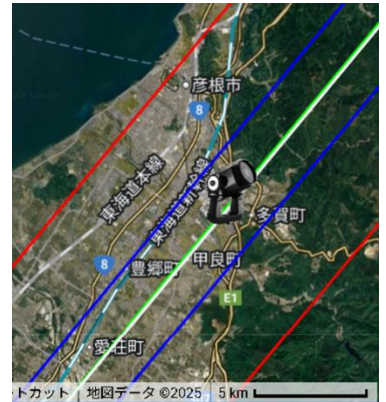 彦根市
8
東海道本線
東海道新幹線
多賀町
甲良町
豊郷町
8
E1
愛荘町
トカット
地図データ ©2025
5 km